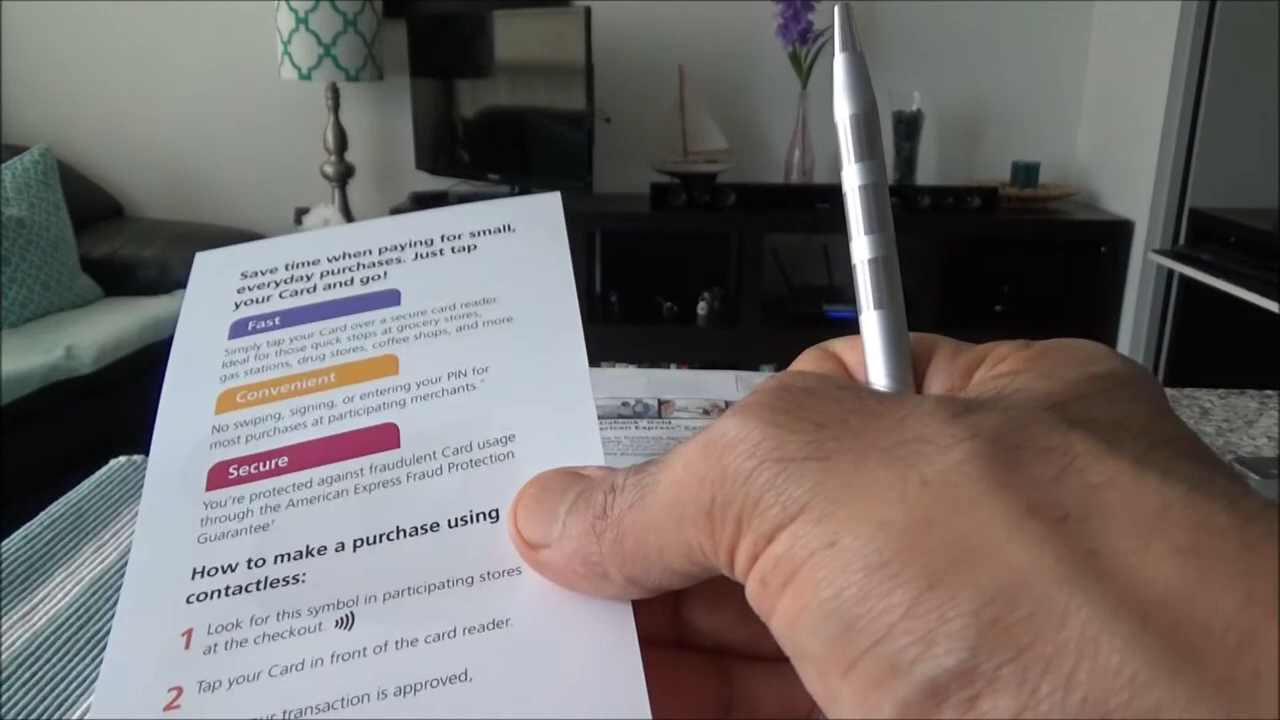 Save time when paying for small,
everyday purchases. Just tap
your Card and go!
Fast
Simply tap your Card over a secure card reader.
Ideal for those quick stops at grocery stores,
gas stations, drug stores, coffee shops, and more.
Convenient
No swiping, signing, or entering your PIN for
most purchases at participating merchants.*
Secure
You're protected against fraudulent Card usage
through the American Express Fraud Protection
Guarantee†
How to make a purchase using
contactless:
1 Look for this symbol in participating stores
at the checkout
2 Tap your Card in front of the card reader.
transaction is approved,
Gold
American Express